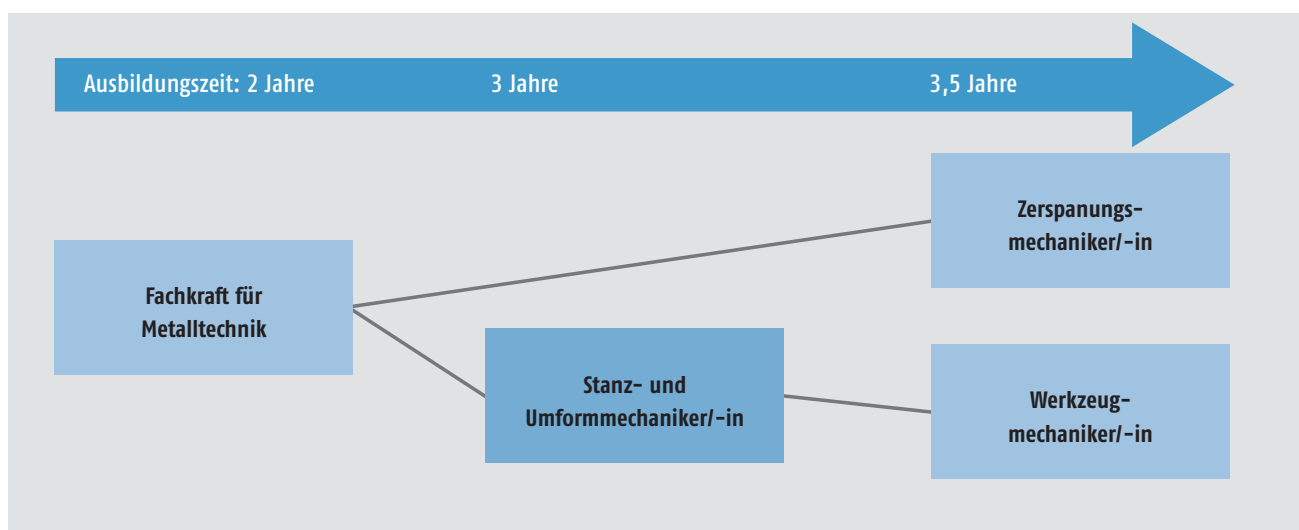 Ausbildungszeit: 2 Jahre 3 Jahre 3,5 Jahre
Zerspanungs-
mechaniker/-in
Fachkraft für
Metalltechnik
Stanz- und
Umformmechaniker/-in
Werkzeug-
mechaniker/-in